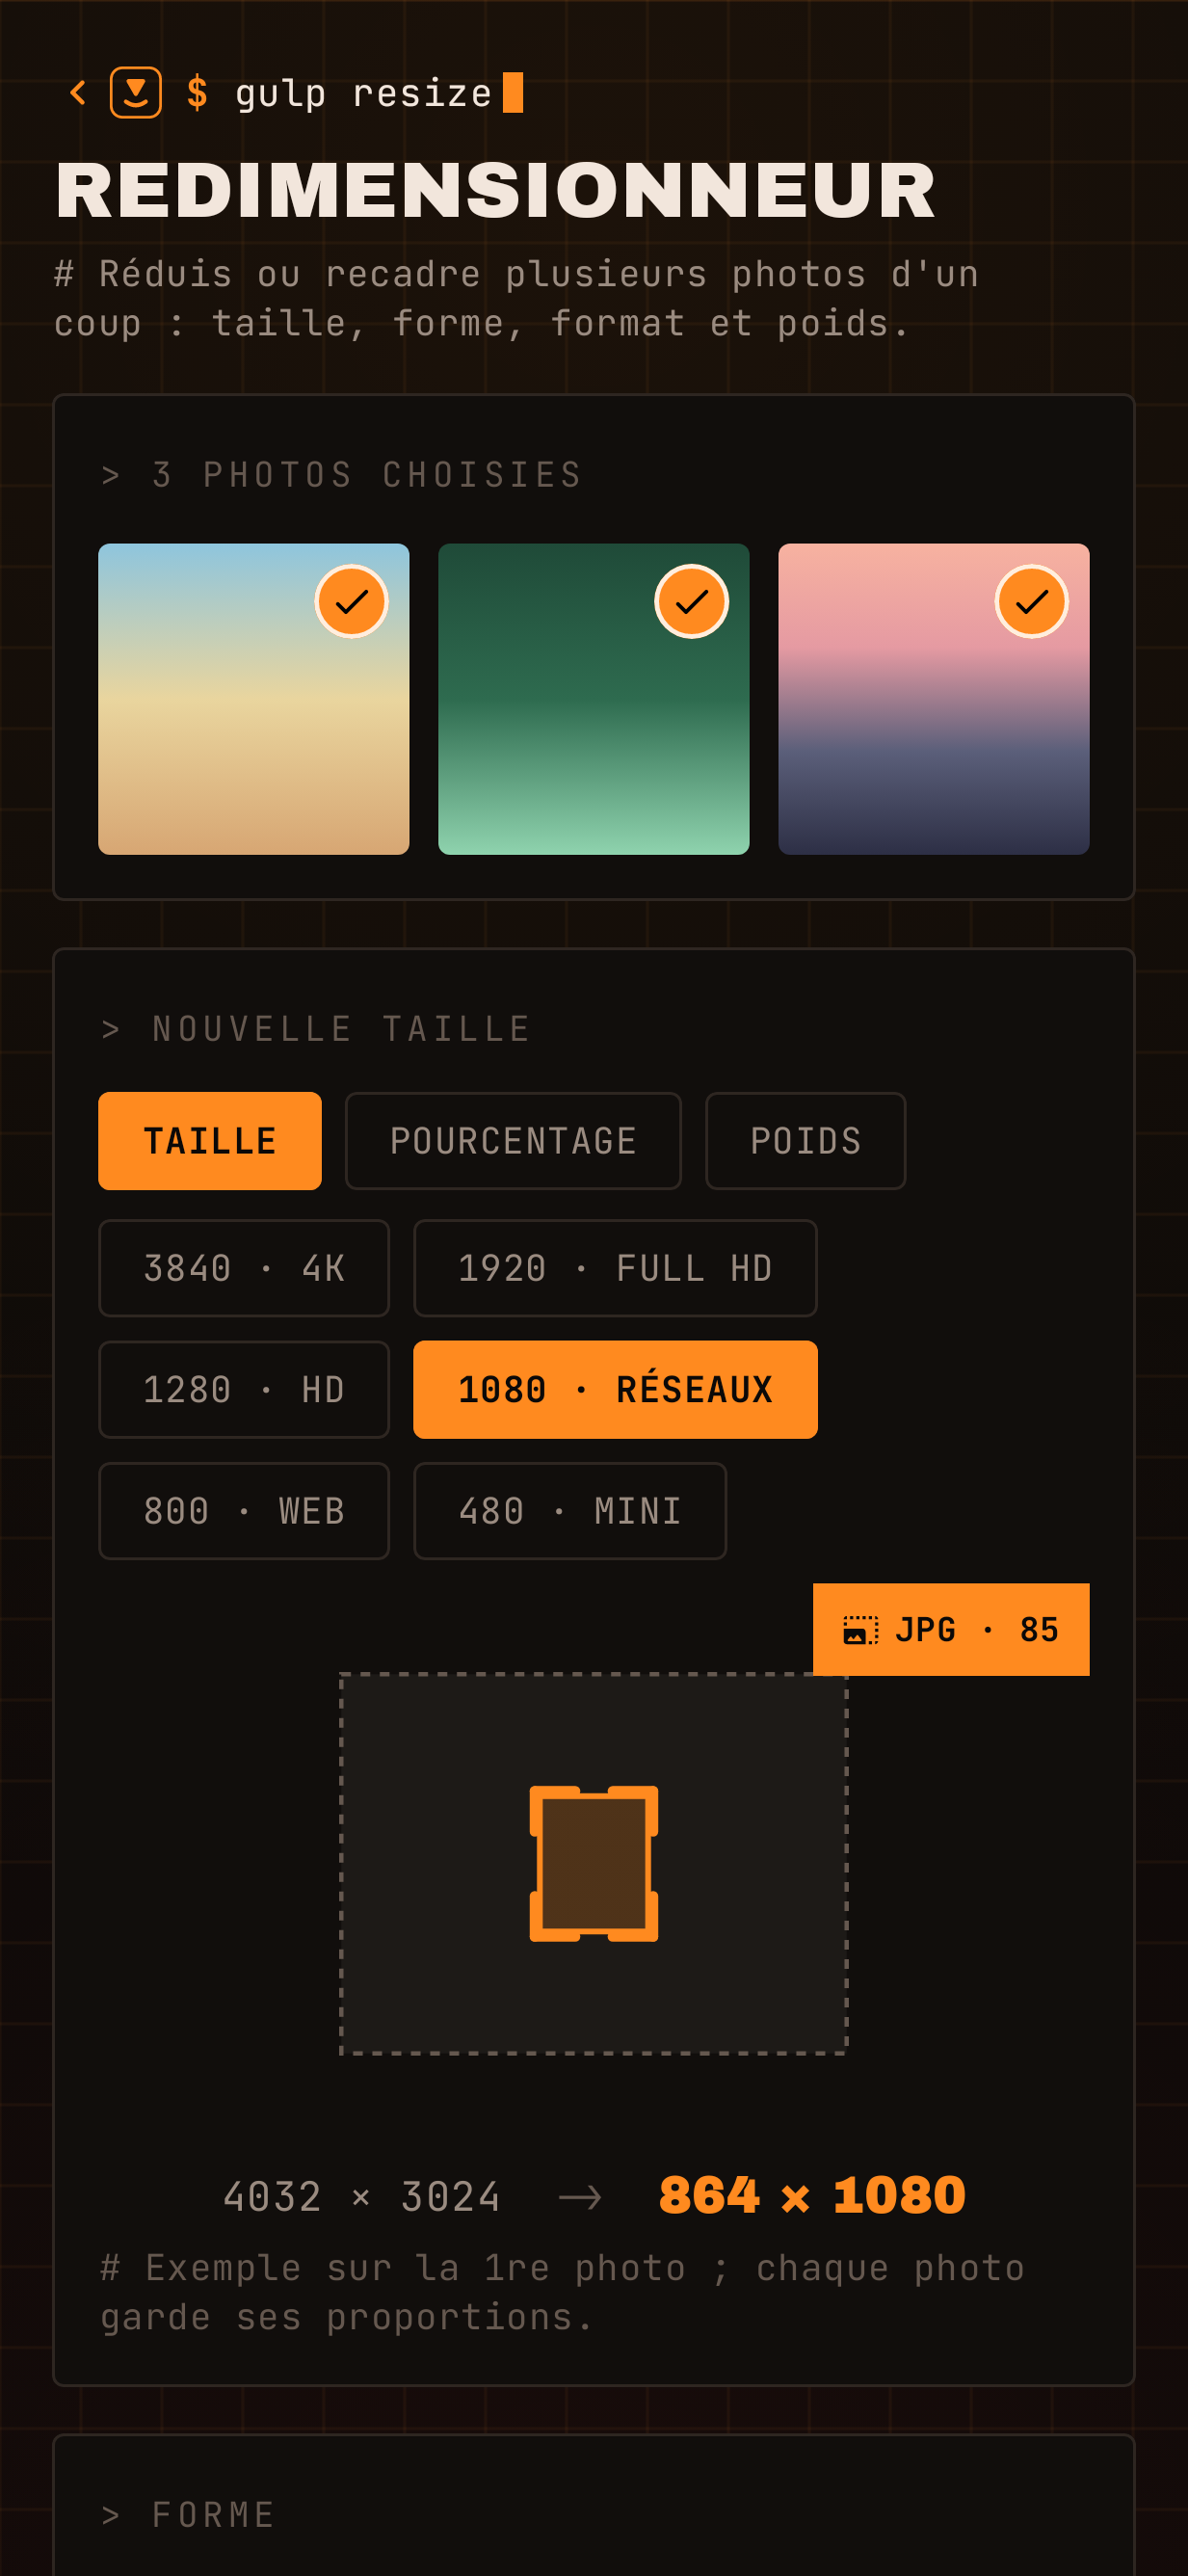 $ gulp resize
REDIMENSIONNEUR
# Réduis ou recadre plusieurs photos d'un
coup : taille, forme, format et poids.
> 3 PHOTOS CHOISIES
> NOUVELLE TAILLE
TAILLE
POURCENTAGE
POIDS
3840 · 4K
1920 · FULL HD
1280 · HD
1080 · RÉSEAUX
800 · WEB
480 · MINI
JPG · 85
4032 × 3024 → 864 × 1080
# Exemple sur la 1re photo ; chaque photo
garde ses proportions.
> FORME